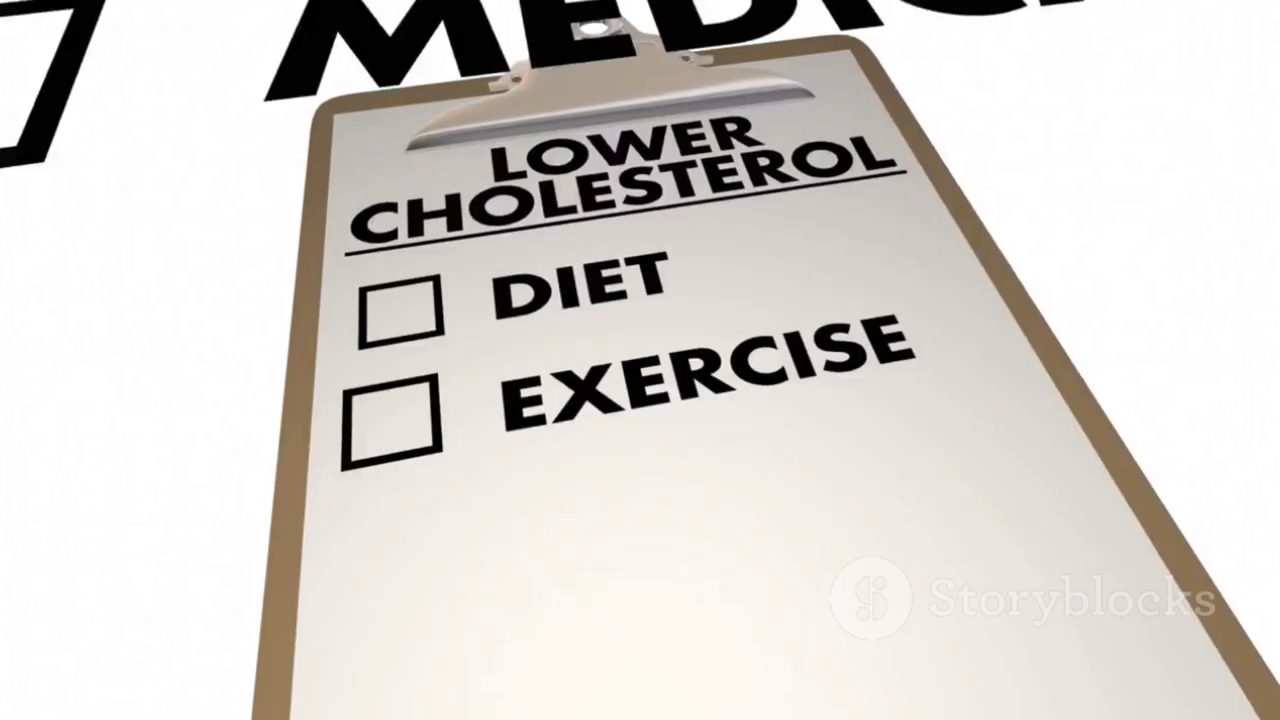 LOWER
CHOLESTEROL
DIET
EXERCISE
Storyblocks